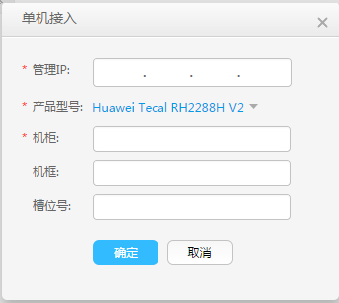 单机接入
* 管理IP: . . .
* 产品型号: Huawei Tecal RH2288H V2
* 机柜:
机框:
槽位号:
确定 取消